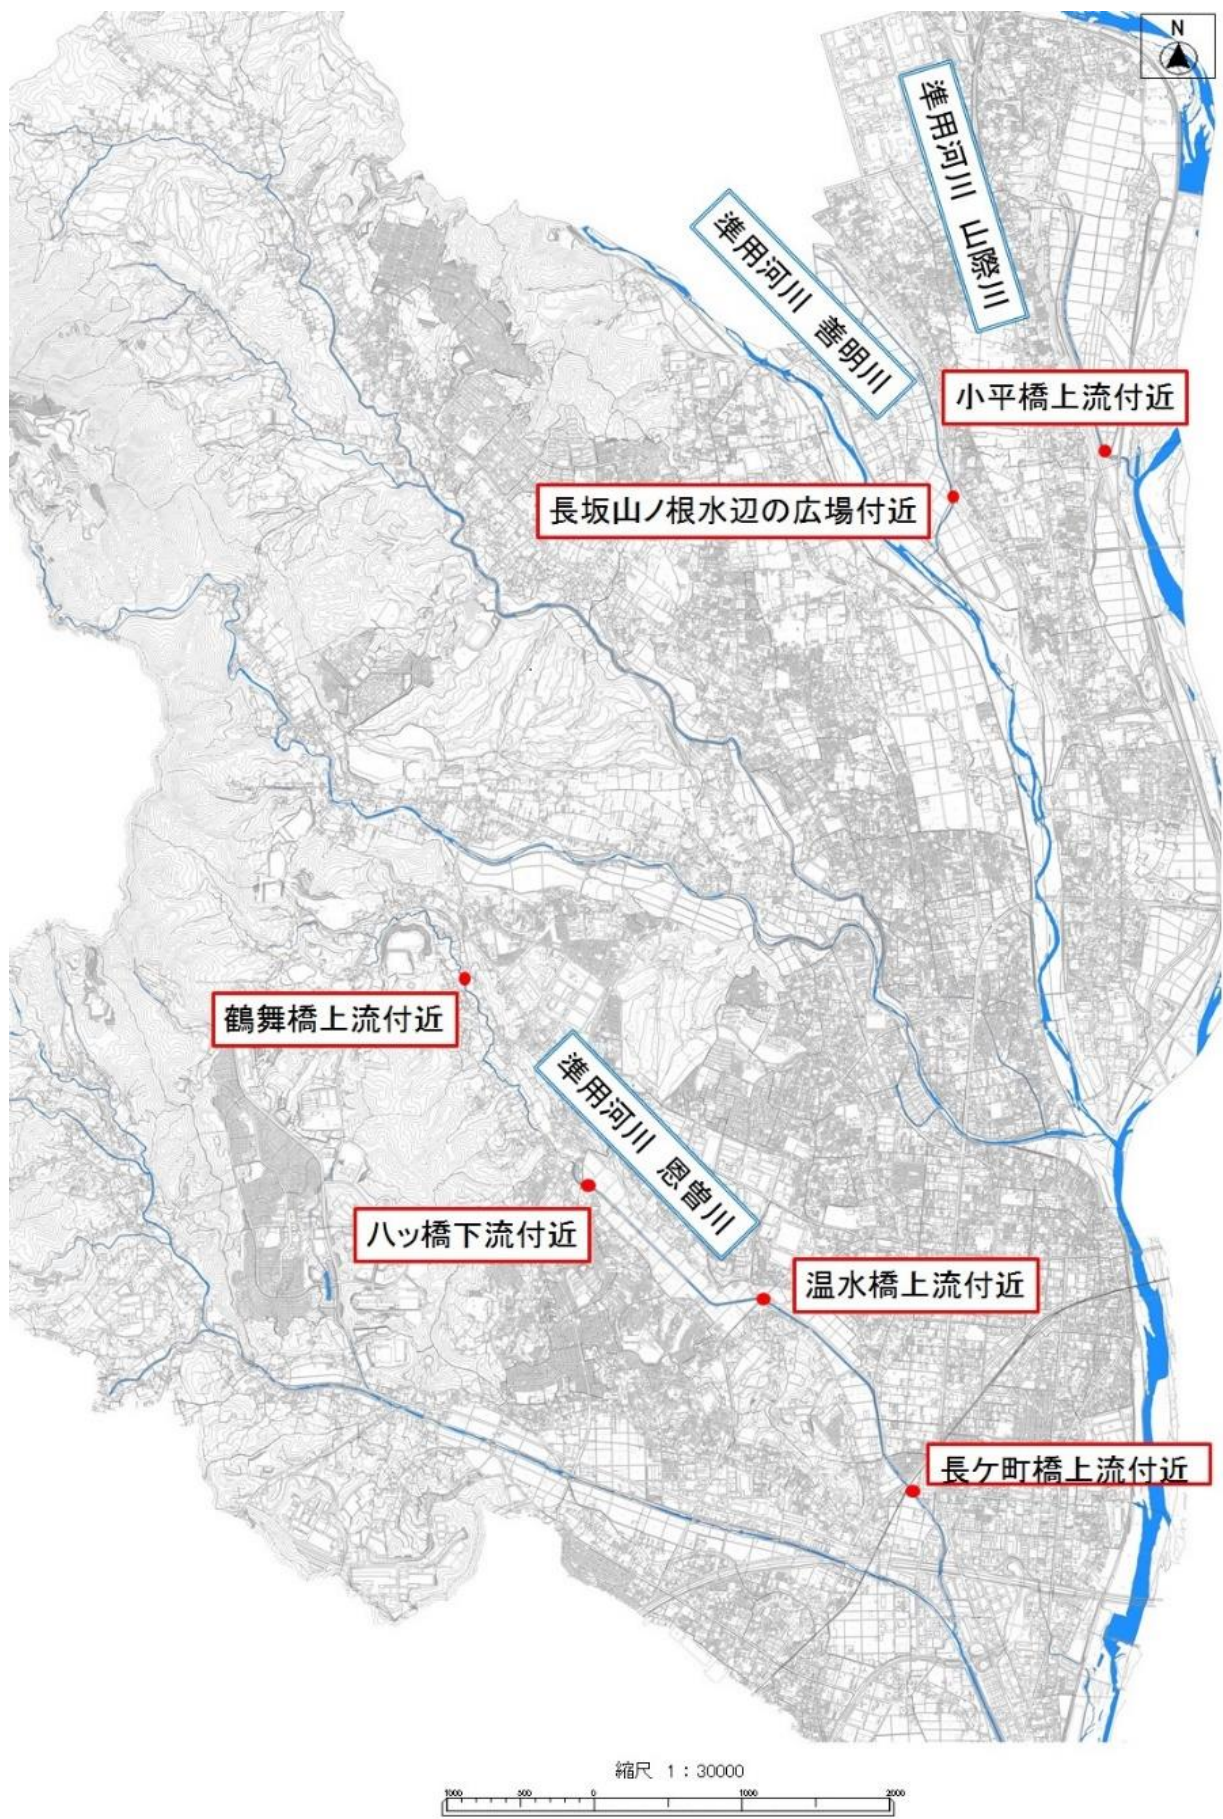 N
準用河川 山際川
準用河川 善明川
小平橋上流付近
長坂山ノ根水辺の広場付近
鶴舞橋上流付近
準用河川 恩曽川
八ッ橋下流付近
温水橋上流付近
長ケ町橋上流付近
縮尺 1：30000
1000 500 0 1000 2000